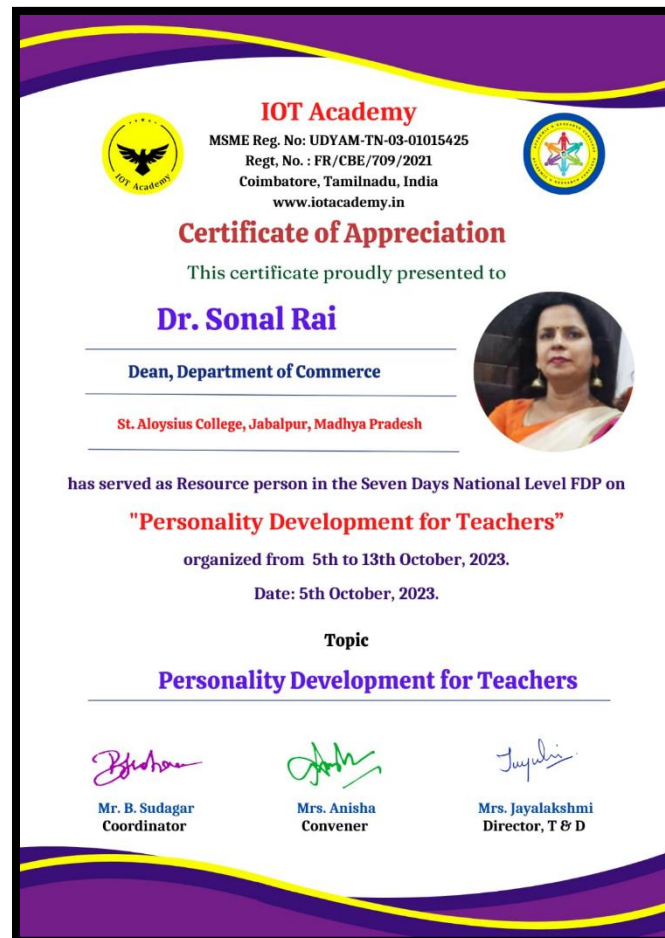 IOT Academy
MSME Reg. No: UDYAM-TN-03-01015425
Regt, No. : FR/CBE/709/2021
Coimbatore, Tamilnadu, India
www.iotacademy.in
IOT Academy
Certificate of Appreciation
This certificate proudly presented to
Dr. Sonal Rai
Dean, Department of Commerce
St. Aloysius College, Jabalpur, Madhya Pradesh
has served as Resource person in the Seven Days National Level FDP on
"Personality Development for Teachers”
organized from 5th to 13th October, 2023.
Date: 5th October, 2023.
Topic
Personality Development for Teachers
Mr. B. Sudagar
Coordinator
Mrs. Anisha
Convener
Mrs. Jayalakshmi
Director, T & D